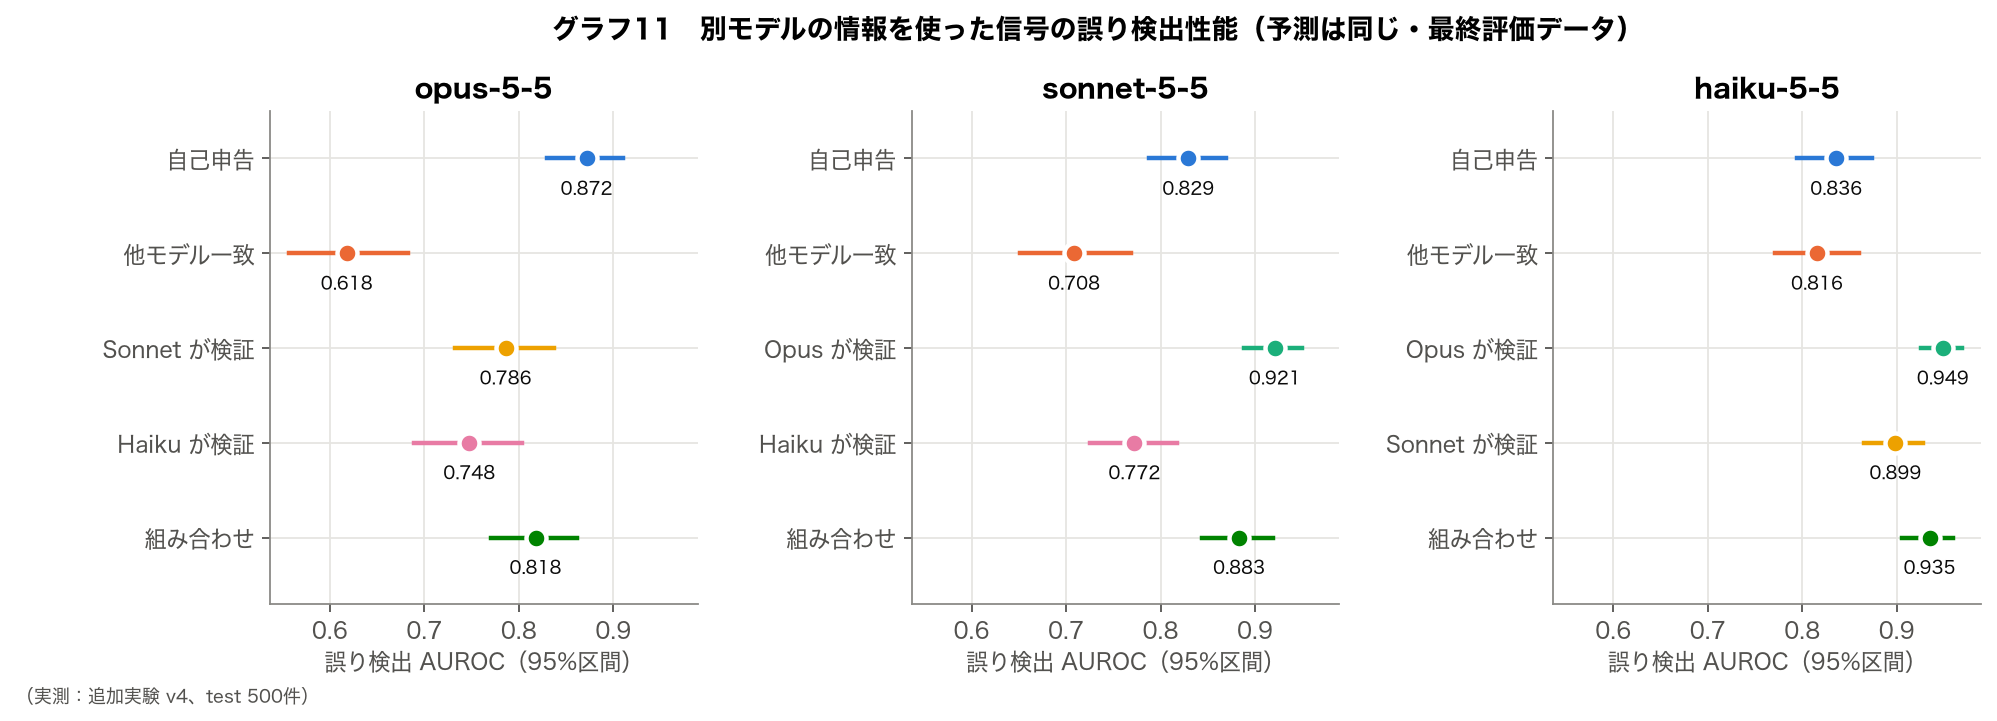 グラフ11　別モデルの情報を使った信号の誤り検出性能（予測は同じ・最終評価データ）
opus-5-5
自己申告
0.872
他モデル一致
0.618
Sonnet が検証
0.786
Haiku が検証
0.748
組み合わせ
0.818
0.6 0.7 0.8 0.9
誤り検出 AUROC（95%区間）
sonnet-5-5
自己申告
0.829
他モデル一致
0.708
Opus が検証
0.921
Haiku が検証
0.772
組み合わせ
0.883
0.6 0.7 0.8 0.9
誤り検出 AUROC（95%区間）
haiku-5-5
自己申告
0.836
他モデル一致
0.816
Opus が検証
0.949
Sonnet が検証
0.899
組み合わせ
0.935
0.6 0.7 0.8 0.9
誤り検出 AUROC（95%区間）
（実測：追加実験 v4、test 500件）